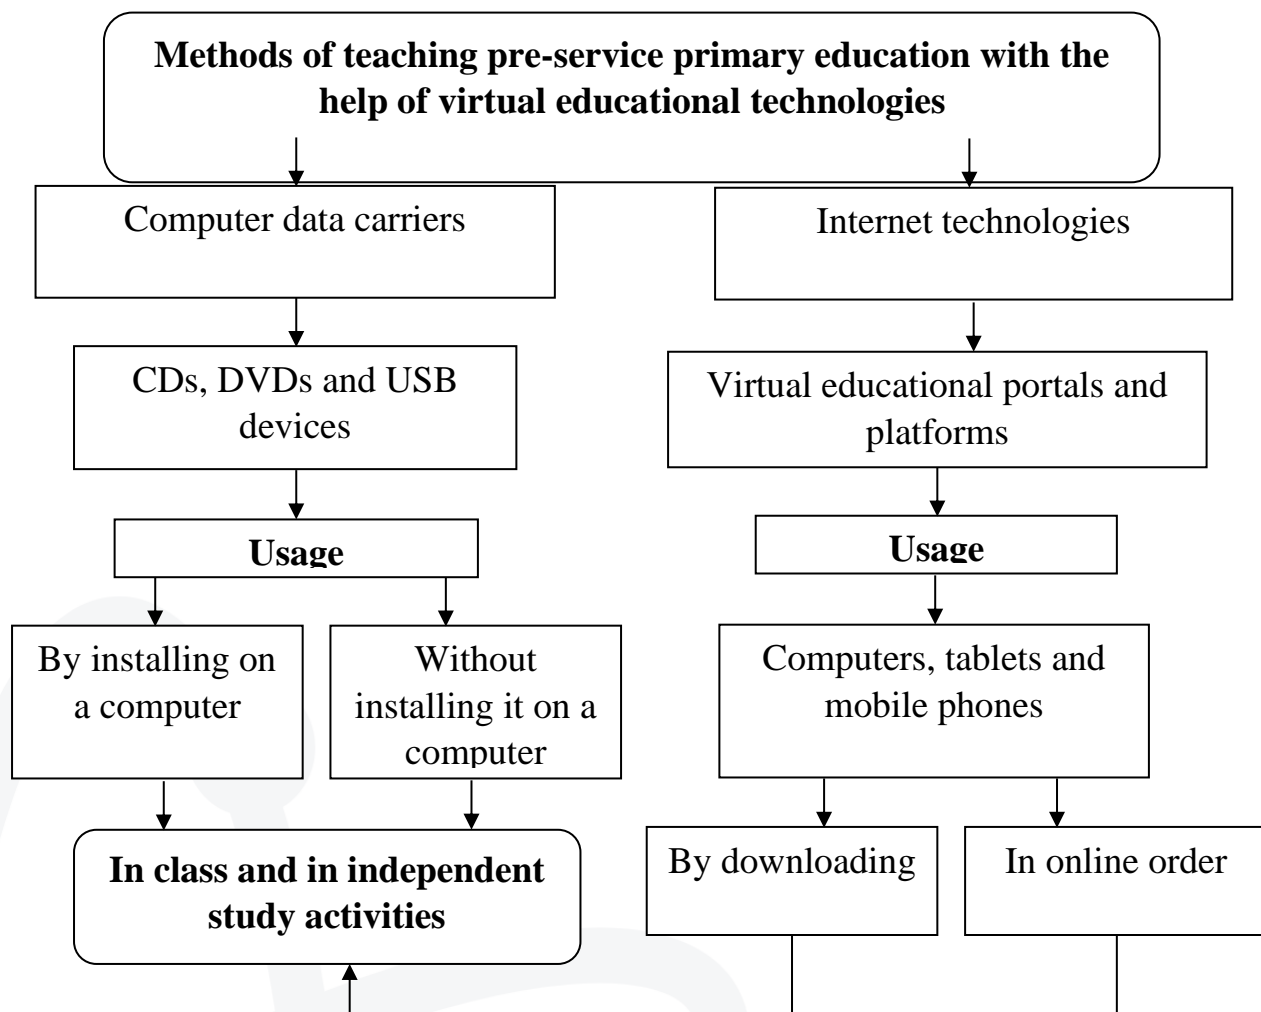 Methods of teaching pre-service primary education with the
help of virtual educational technologies
Computer data carriers
Internet technologies
CDs, DVDs and USB
devices
Virtual educational portals and
platforms
Usage
Usage
By installing on
a computer
Without
installing it on a
computer
Computers, tablets and
mobile phones
In class and in independent
study activities
By downloading
In online order